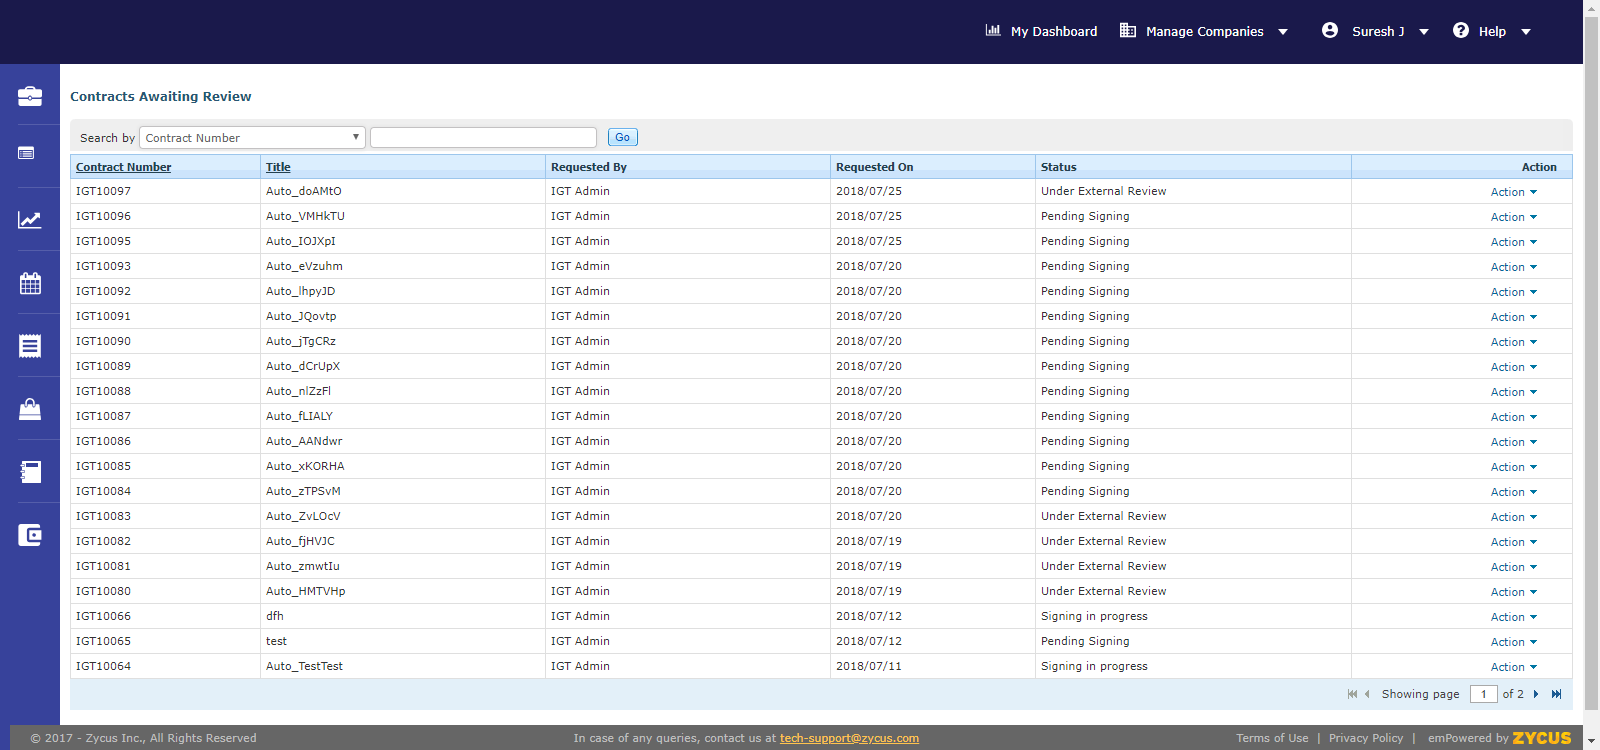 My Dashboard Manage Companies Suresh J Help
Contracts Awaiting Review
Search by Contract Number Go
Contract Number Title Requested By Requested On Status Action
IGT10097 Auto_doAMtO IGT Admin 2018/07/25 Under External Review Action
IGT10096 Auto_VMHkTU IGT Admin 2018/07/25 Pending Signing Action
IGT10095 Auto_IOJXpI IGT Admin 2018/07/25 Pending Signing Action
IGT10093 Auto_eVzuhm IGT Admin 2018/07/20 Pending Signing Action
IGT10092 Auto_lhpyJD IGT Admin 2018/07/20 Pending Signing Action
IGT10091 Auto_JQovtp IGT Admin 2018/07/20 Pending Signing Action
IGT10090 Auto_jTgCRz IGT Admin 2018/07/20 Pending Signing Action
IGT10089 Auto_dCrUpX IGT Admin 2018/07/20 Pending Signing Action
IGT10088 Auto_nlZzFl IGT Admin 2018/07/20 Pending Signing Action
IGT10087 Auto_fLIALY IGT Admin 2018/07/20 Pending Signing Action
IGT10086 Auto_AANdwr IGT Admin 2018/07/20 Pending Signing Action
IGT10085 Auto_xKORHA IGT Admin 2018/07/20 Pending Signing Action
IGT10084 Auto_zTPSvM IGT Admin 2018/07/20 Pending Signing Action
IGT10083 Auto_ZvLOcV IGT Admin 2018/07/20 Under External Review Action
IGT10082 Auto_fjHVJC IGT Admin 2018/07/19 Under External Review Action
IGT10081 Auto_zmwtIu IGT Admin 2018/07/19 Under External Review Action
IGT10080 Auto_HMTVHp IGT Admin 2018/07/19 Under External Review Action
IGT10066 dfh IGT Admin 2018/07/12 Signing in progress Action
IGT10065 test IGT Admin 2018/07/12 Pending Signing Action
IGT10064 Auto_TestTest IGT Admin 2018/07/11 Signing in progress Action
Showing page 1 of 2
© 2017 - Zycus Inc., All Rights Reserved In case of any queries, contact us at tech-support@zycus.com Terms of Use | Privacy Policy | emPowered by ZYCUS